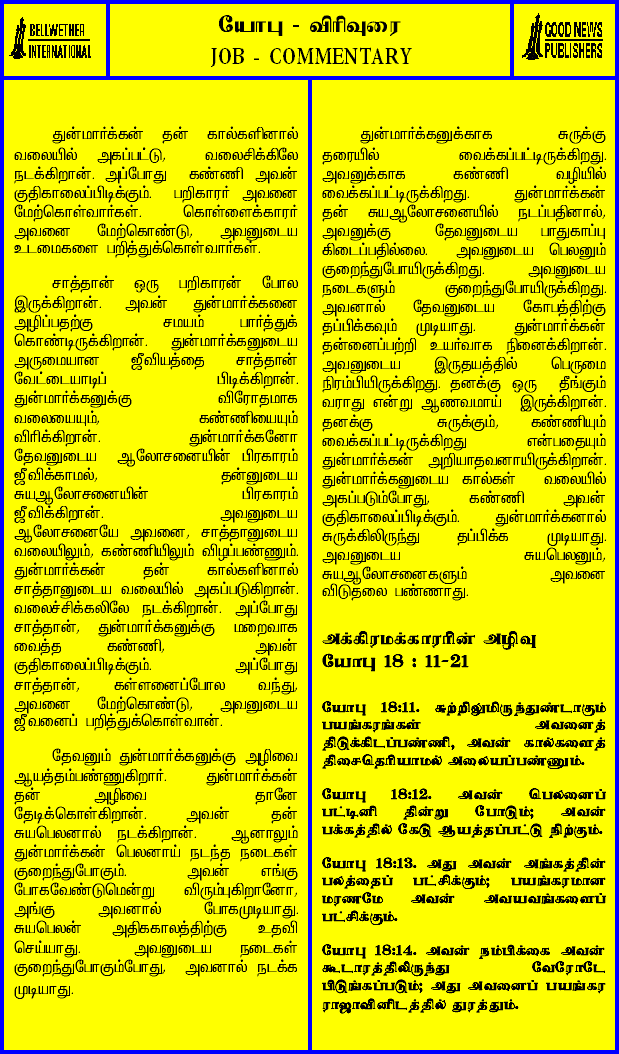 BELLWETHER
INTERNATIONAL
யோபு - விரிவுரை
JOB - COMMENTARY
GOOD NEWS
PUBLISHERS
துன்மார்க்கன் தன் கால்களினால்
வலையில் அகப்பட்டு, வலைசிக்கிலே
நடக்கிறான். அப்போது கண்ணி அவன்
குதிகாலைப்பிடிக்கும். பறிகாரர் அவனை
மேற்கொள்வார்கள். கொள்ளைக்காரர்
அவனை மேற்கொண்டு, அவனுடைய
உடமைகளை பறித்துக்கொள்வார்கள்.
சாத்தான் ஒரு பறிகாரன் போல
இருக்கிறான். அவன் துன்மார்க்கனை
அழிப்பதற்கு சமயம் பார்த்துக்
கொண்டிருக்கிறான். துன்மார்க்கனுடைய
அருமையான ஜீவியத்தை சாத்தான்
வேட்டையாடிப் பிடிக்கிறான்.
துன்மார்க்கனுக்கு விரோதமாக
வலையையும், கண்ணியையும்
விரிக்கிறான். துன்மார்க்கனோ
தேவனுடைய ஆலோசனையின் பிரகாரம்
ஜீவிக்காமல், தன்னுடைய
சுயஆலோசனையின் பிரகாரம்
ஜீவிக்கிறான். அவனுடைய
ஆலோசனையே அவனை, சாத்தானுடைய
வலையிலும், கண்ணியிலும் விழப்பண்ணும்.
துன்மார்க்கன் தன் கால்களினால்
சாத்தானுடைய வலையில் அகப்படுகிறான்.
வலைச்சிக்கலிலே நடக்கிறான். அப்போது
சாத்தான், துன்மார்க்கனுக்கு மறைவாக
வைத்த கண்ணி, அவன்
குதிகாலைப்பிடிக்கும். அப்போது
சாத்தான், கள்ளனைப்போல வந்து,
அவனை மேற்கொண்டு, அவனுடைய
ஜீவனைப் பறித்துக்கொள்வான்.
தேவனும் துன்மார்க்கனுக்கு அழிவை
ஆயத்தம்பண்ணுகிறார். துன்மார்க்கன்
தன் அழிவை தானே
தேடிக்கொள்கிறான். அவன் தன்
சுயபெலனால் நடக்கிறான். ஆனாலும்
துன்மார்க்கன் பெலனாய் நடந்த நடைகள்
குறைந்துபோகும். அவன் எங்கு
போகவேண்டுமென்று விரும்புகிறானோ,
அங்கு அவனால் போகமுடியாது.
சுயபெலன் அதிககாலத்திற்கு உதவி
செய்யாது. அவனுடைய நடைகள்
குறைந்துபோகும்போது, அவனால் நடக்க
முடியாது.
துன்மார்க்கனுக்காக சுருக்கு
தரையில் வைக்கப்பட்டிருக்கிறது.
அவனுக்காக கண்ணி வழியில்
வைக்கப்பட்டிருக்கிறது. துன்மார்க்கன்
தன் சுயஆலோசனையில் நடப்பதினால்,
அவனுக்கு தேவனுடைய பாதுகாப்பு
கிடைப்பதில்லை. அவனுடைய பெலனும்
குறைந்துபோயிருக்கிறது. அவனுடைய
நடைகளும் குறைந்துபோயிருக்கிறது.
அவனால் தேவனுடைய கோபத்திற்கு
தப்பிக்கவும் முடியாது. துன்மார்க்கன்
தன்னைப்பற்றி உயர்வாக நினைக்கிறான்.
அவனுடைய இருதயத்தில் பெருமை
நிரம்பியிருக்கிறது. தனக்கு ஒரு தீங்கும்
வராது என்று ஆணவமாய் இருக்கிறான்.
தனக்கு சுருக்கும், கண்ணியும்
வைக்கப்பட்டிருக்கிறது என்பதையும்
துன்மார்க்கன் அறியாதவனாயிருக்கிறான்.
துன்மார்க்கனுடைய கால்கள் வலையில்
அகப்படும்போது, கண்ணி அவன்
குதிகாலைப்பிடிக்கும். துன்மார்க்கனால்
சுருக்கிலிருந்து தப்பிக்க முடியாது.
அவனுடைய சுயபெலனும்,
சுயஆலோசனைகளும் அவனை
விடுதலை பண்ணாது.
அக்கிரமக்காரரின் அழிவு
யோபு 18 : 11-21
யோபு 18:11. சுற்றிலுமிருந்துண்டாகும்
பயங்கரங்கள் அவனைத்
திடுக்கிடப்பண்ணி, அவன் கால்களைத்
திசைதெரியாமல் அலையப்பண்ணும்.
யோபு 18:12. அவன் பெலனைப்
பட்டினி தின்று போடும்; அவன்
பக்கத்தில் கேடு ஆயத்தப்பட்டு நிற்கும்.
யோபு 18:13. அது அவன் அங்கத்தின்
பலத்தைப் பட்சிக்கும்; பயங்கரமான
மரணமே அவன் அவயவங்களைப்
பட்சிக்கும்.
யோபு 18:14. அவன் நம்பிக்கை அவன்
கூடாரத்திலிருந்து வேரோடே
பிடுங்கப்படும்; அது அவனைப் பயங்கர
ராஜாவினிடத்தில் துரத்தும்.